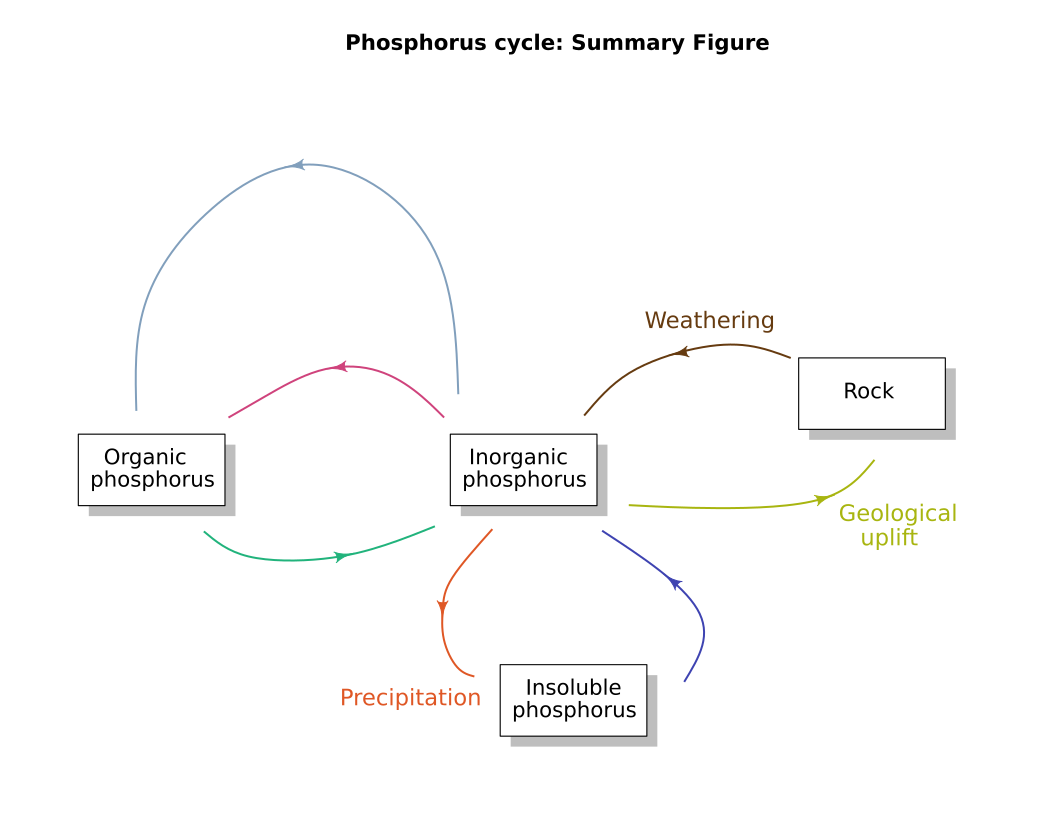 Phosphorus cycle: Summary Figure
Weathering
Rock
Organic
phosphorus
Inorganic
phosphorus
Geological
uplift
Precipitation
Insoluble
phosphorus